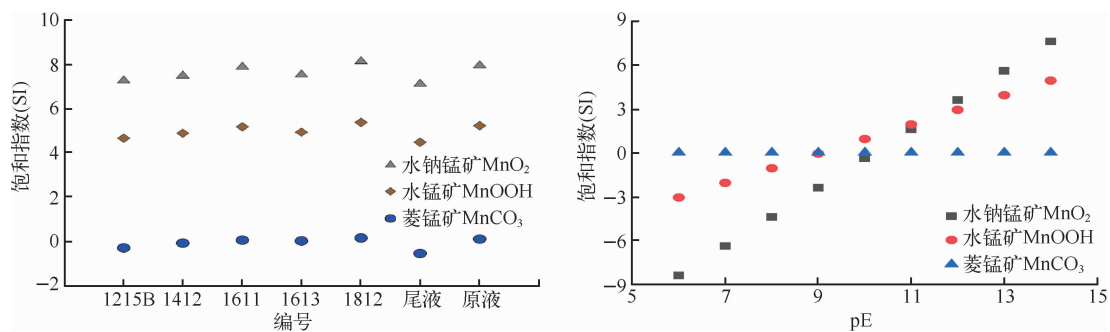 10
8
6
4
2
0
−2
饱和指数(SI)
水钠锰矿MnO₂
水锰矿MnOOH
菱锰矿MnCO₃
1215B 1412 1611 1613 1812 尾液 原液
编号
9
6
3
0
−3
−6
−9
饱和指数(SI)
水钠锰矿MnO₂
水锰矿MnOOH
菱锰矿MnCO₃
5 7 9 11 13 15
pE